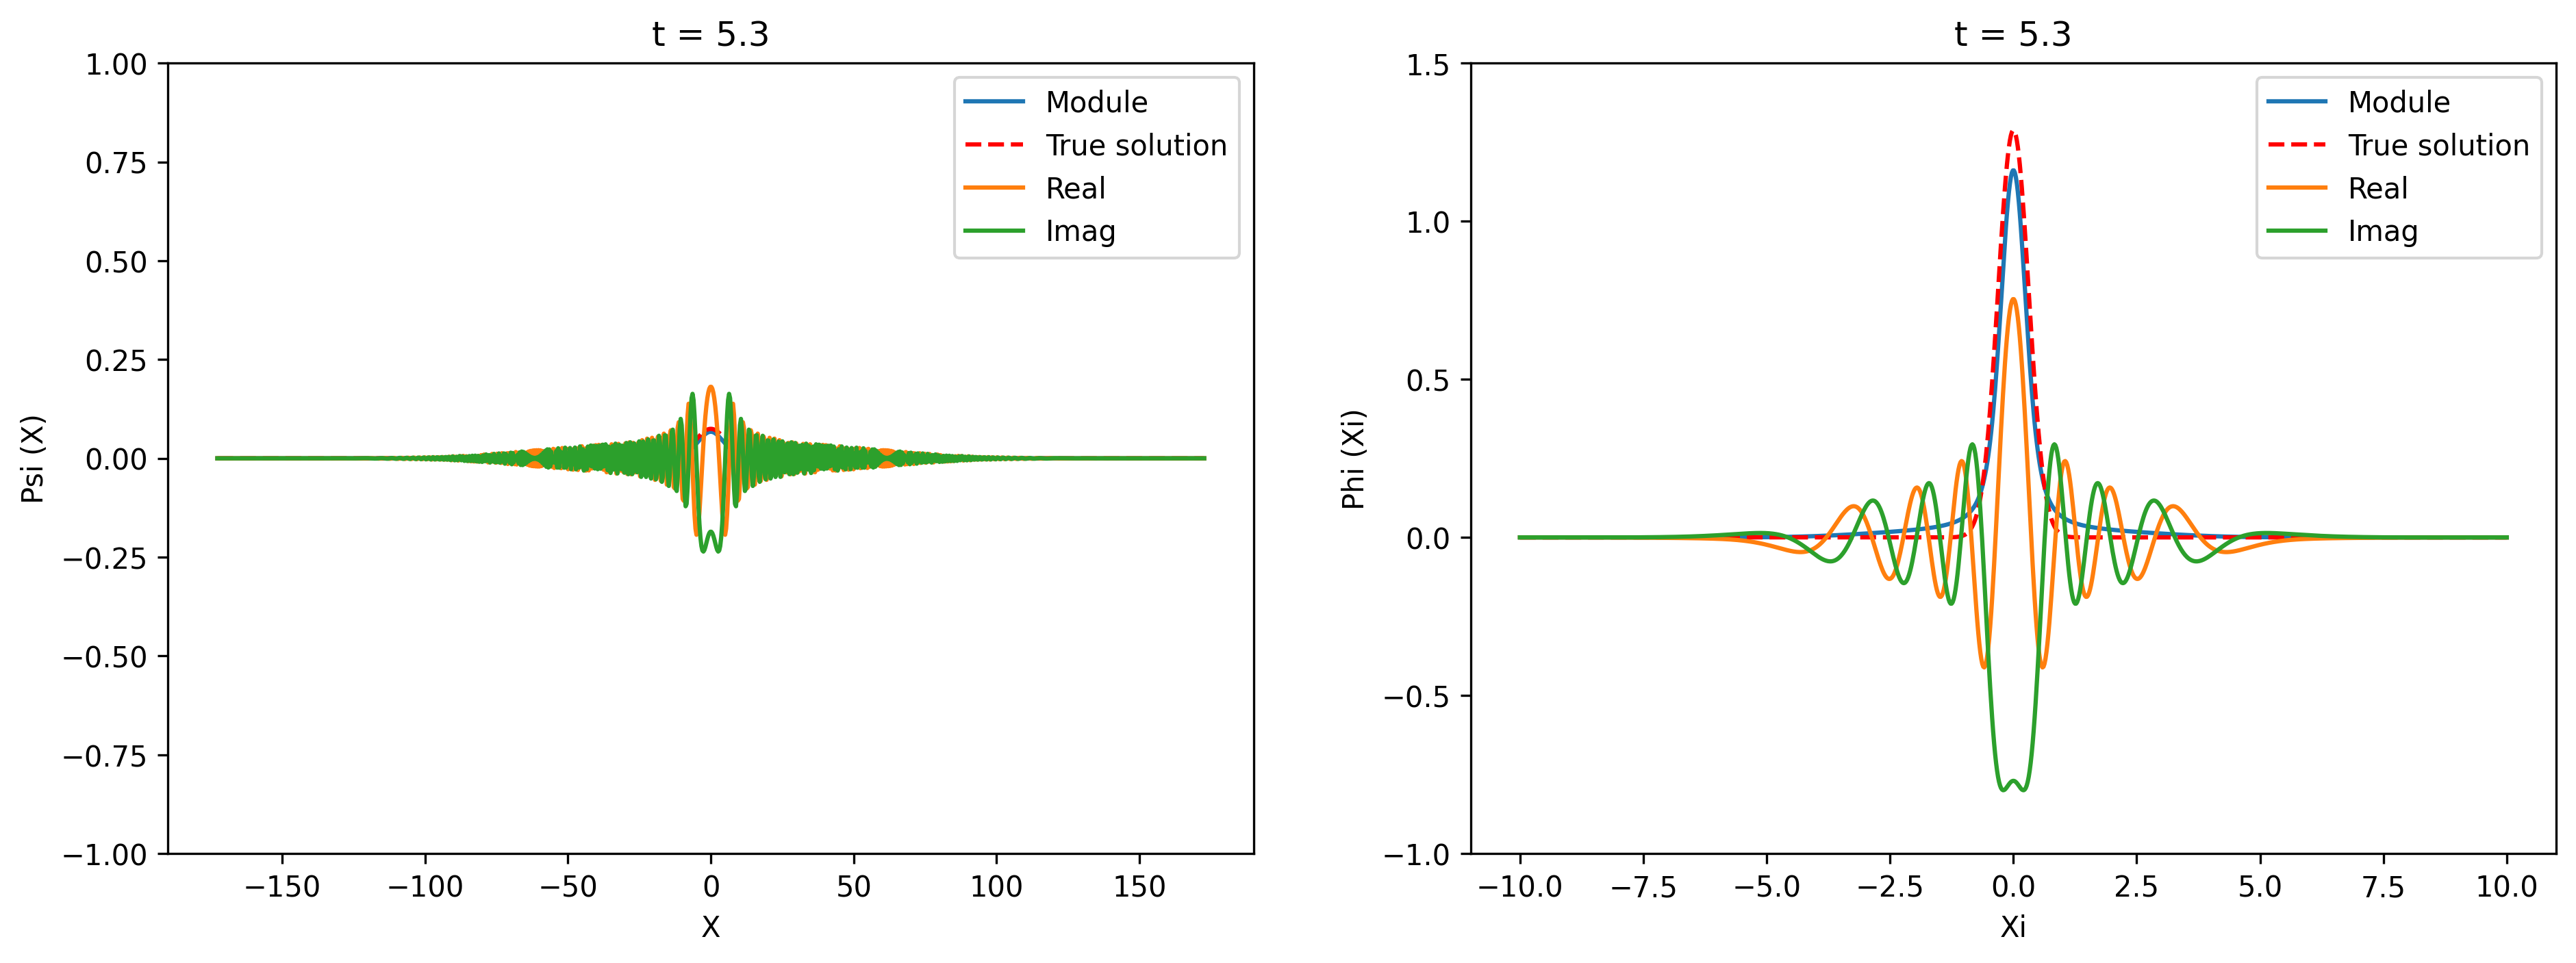 t = 5.3
1.00
0.75
0.50
0.25
0.00
−0.25
−0.50
−0.75
−1.00
Psi (X)
Module
True solution
Real
Imag
−150
−100
−50
0
50
100
150
X
t = 5.3
1.5
1.0
0.5
0.0
−0.5
−1.0
Phi (Xi)
Module
True solution
Real
Imag
−10.0
−7.5
−5.0
−2.5
0.0
2.5
5.0
7.5
10.0
Xi